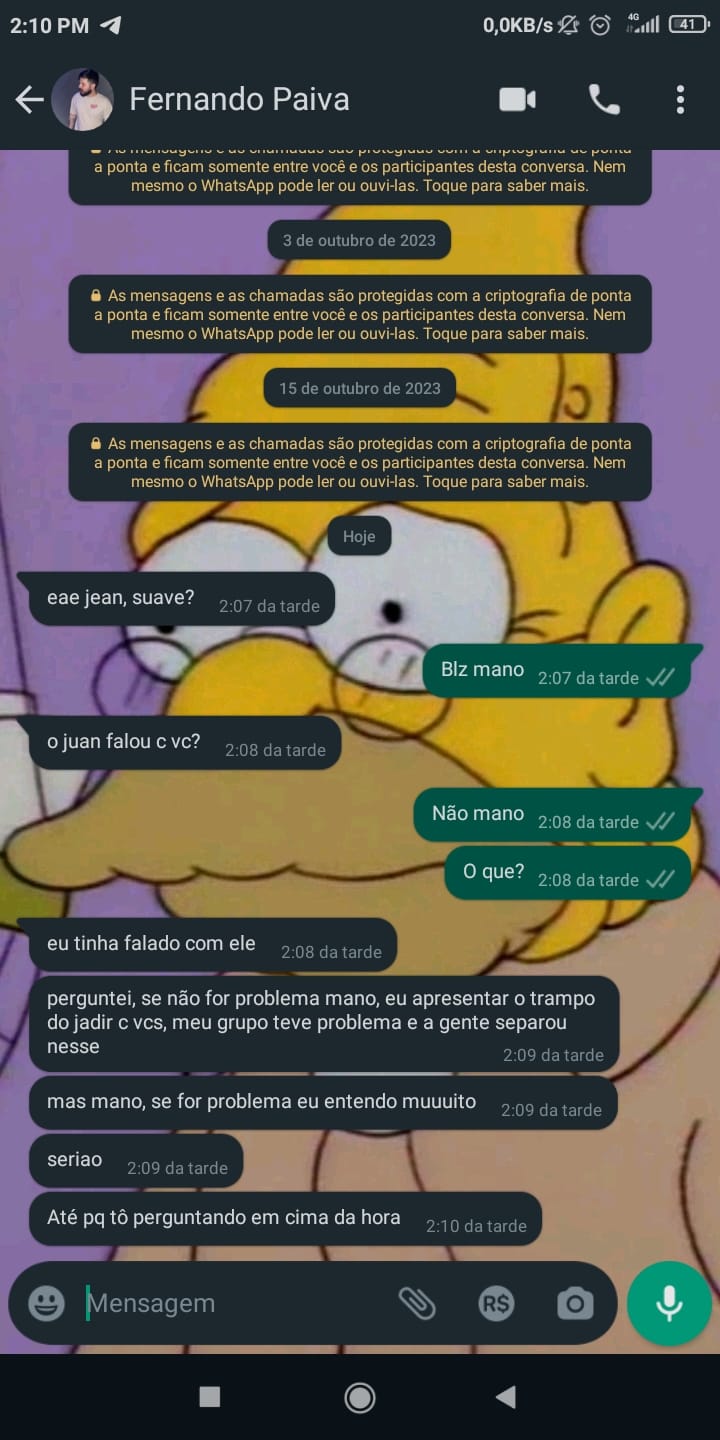 2:10 PM
0,0KB/s
4G
41
Fernando Paiva
As mensagens e as chamadas são protegidas com a criptografia de ponta
a ponta e ficam somente entre você e os participantes desta conversa. Nem
mesmo o WhatsApp pode ler ou ouvi-las. Toque para saber mais.
3 de outubro de 2023
As mensagens e as chamadas são protegidas com a criptografia de ponta
a ponta e ficam somente entre você e os participantes desta conversa. Nem
mesmo o WhatsApp pode ler ou ouvi-las. Toque para saber mais.
15 de outubro de 2023
As mensagens e as chamadas são protegidas com a criptografia de ponta
a ponta e ficam somente entre você e os participantes desta conversa. Nem
mesmo o WhatsApp pode ler ou ouvi-las. Toque para saber mais.
Hoje
eae jean, suave? 2:07 da tarde
Blz mano 2:07 da tarde
o juan falou c vc? 2:08 da tarde
Não mano 2:08 da tarde
O que? 2:08 da tarde
eu tinha falado com ele 2:08 da tarde
perguntei, se não for problema mano, eu apresentar o trampo
do jadir c vcs, meu grupo teve problema e a gente separou
nesse
2:09 da tarde
mas mano, se for problema eu entendo muuuito 2:09 da tarde
seriao 2:09 da tarde
Até pq tô perguntando em cima da hora 2:10 da tarde
Mensagem
R$